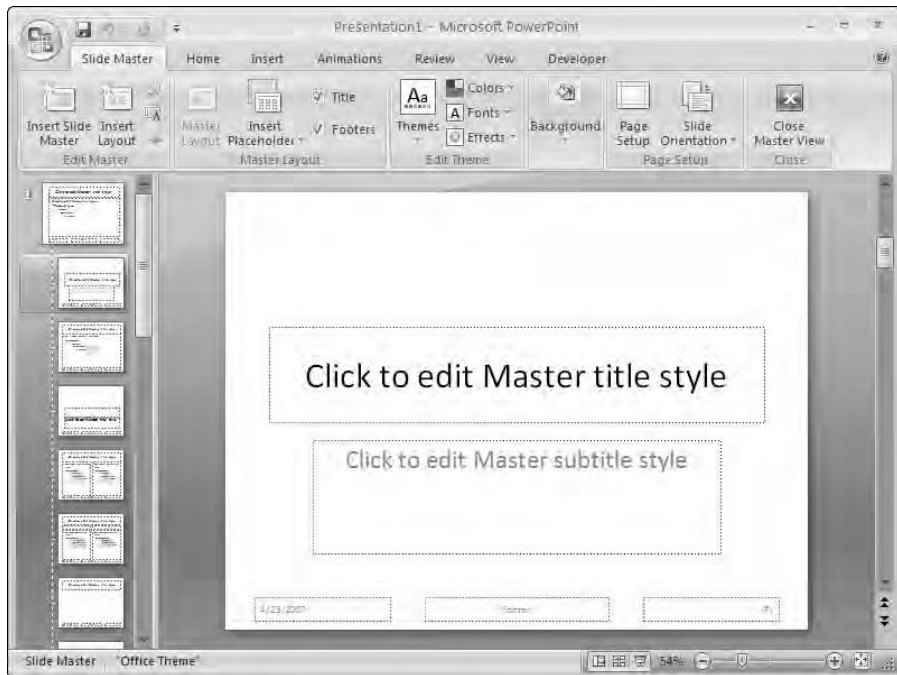 Presentation1 - Microsoft PowerPoint
Slide Master Home Insert Animations Review View Developer
Insert Slide Master
Insert Layout
Edit Master
Master Layout
Insert Placeholder
Title
Footers
Master Layout
Aa
Themes
Colors
A Fonts
Effects
Edit Theme
Background
Page Setup
Slide Orientation
Page Setup
Close Master View
Close
1
Click to edit Master title style
Click to edit Master subtitle style
Footer
Slide Master "Office Theme" 54%